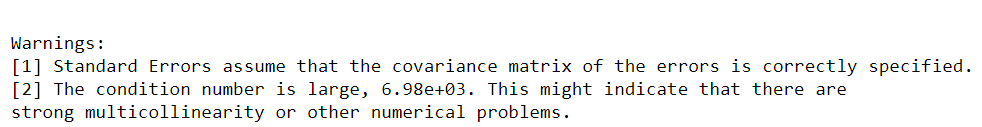 Warnings:
[1] Standard Errors assume that the covariance matrix of the errors is correctly specified.
[2] The condition number is large, 6.98e+03. This might indicate that there are
strong multicollinearity or other numerical problems.